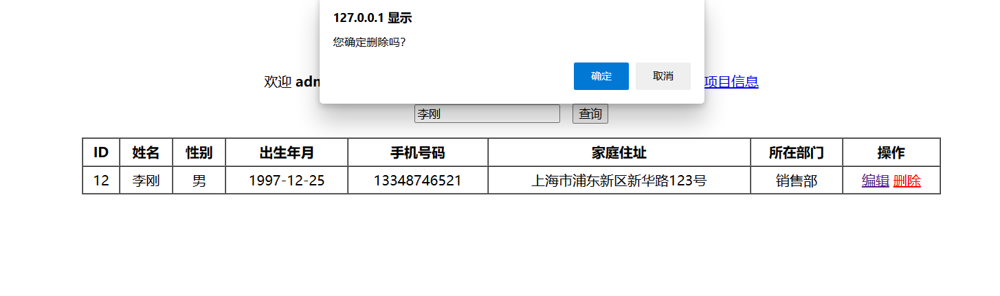 127.0.0.1 显示
您确定删除吗?
确定 取消
欢迎 项目信息
李刚 查询
ID 姓名 性别 出生年月 手机号码 家庭住址 所在部门 操作
12 李刚 男 1997-12-25 13348746521 上海市浦东新区新华路123号 销售部 编辑 删除